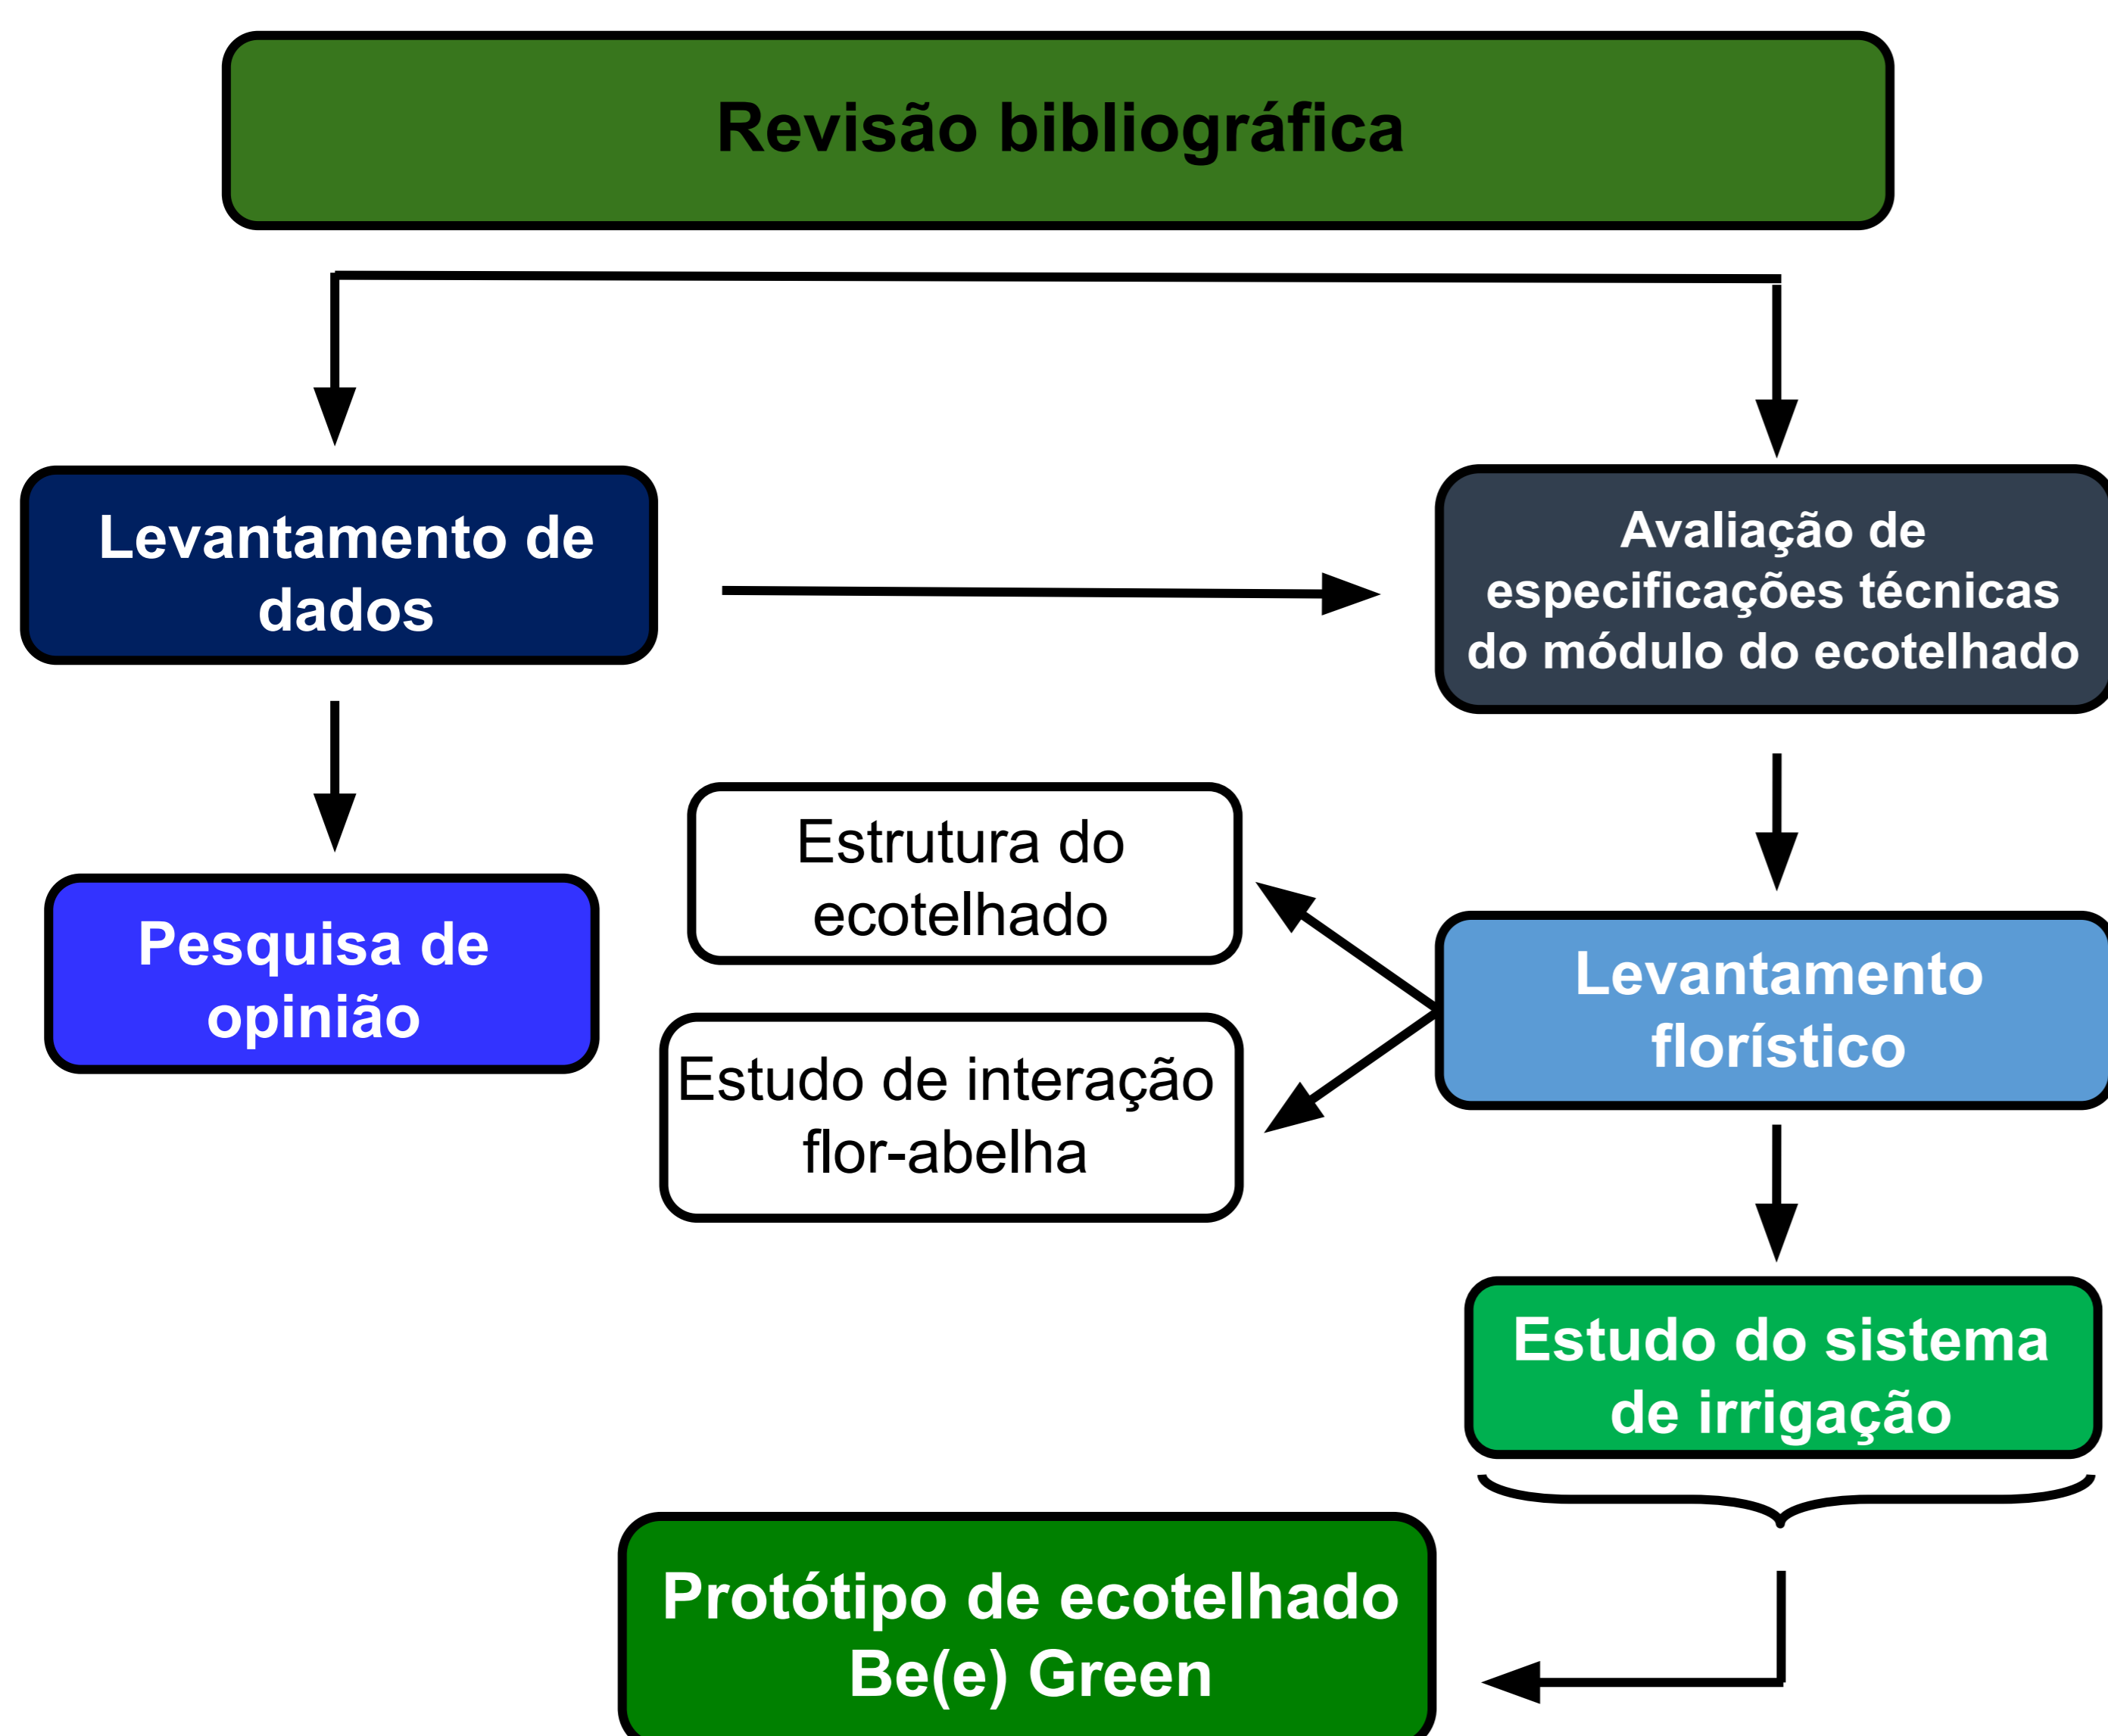 Revisão bibliográfica
Levantamento de
dados
Avaliação de
especificações técnicas
do módulo do ecotelhado
Estrutura do
ecotelhado
Pesquisa de
opinião
Levantamento
florístico
Estudo de interação
flor-abelha
Estudo do sistema
de irrigação
Protótipo de ecotelhado
Be(e) Green